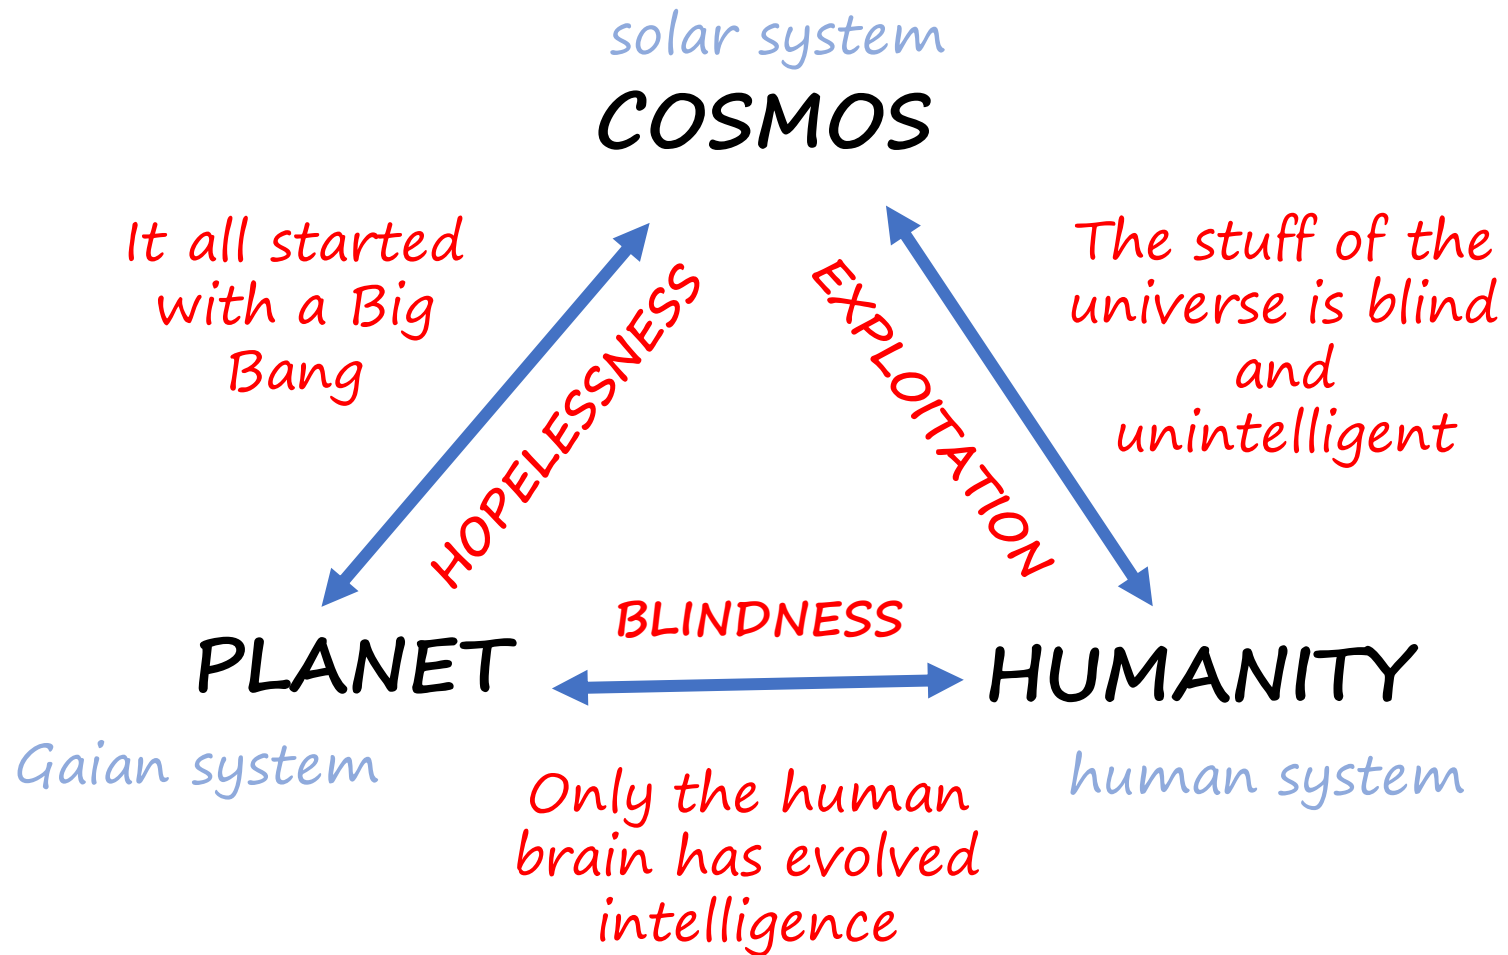 solar system
COSMOS
It all started
with a Big
Bang
HOPELESSNESS
EXPLOITATION
The stuff of the
universe is blind
and
unintelligent
BLINDNESS
PLANET
HUMANITY
Gaian system
human system
Only the human
brain has evolved
intelligence